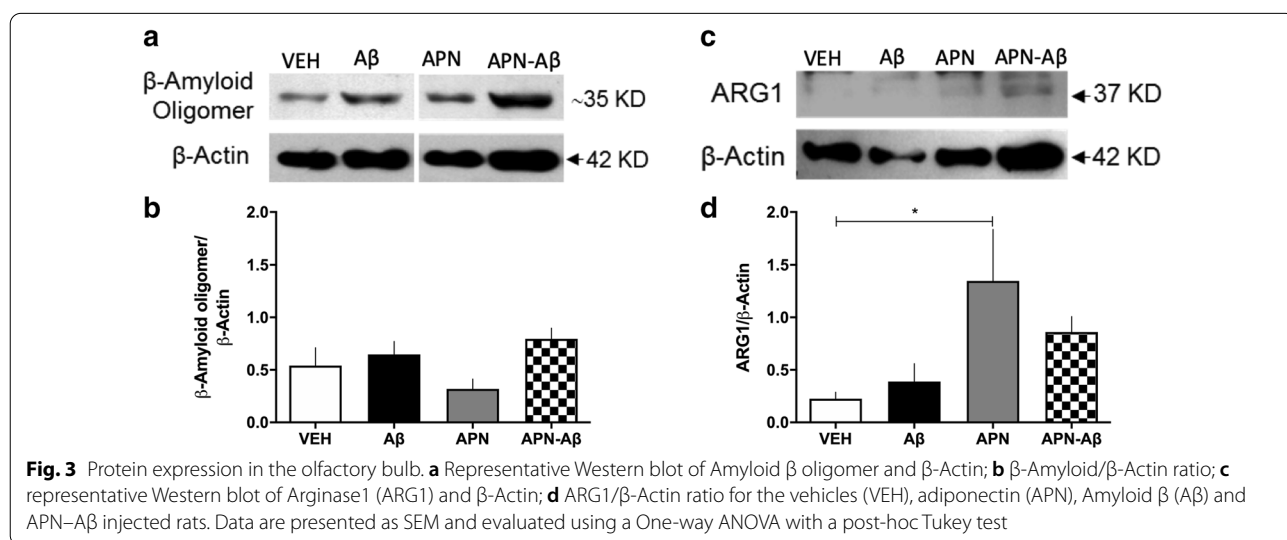 a
VEH Aβ APN APN-Aβ
β-Amyloid
Oligomer
~35 KD
β-Actin
42 KD
b
β-Amyloid oligomer/
β-Actin
2.0
1.5
1.0
0.5
0.0
VEH Aβ APN APN-Aβ
c
VEH Aβ APN APN-Aβ
ARG1
37 KD
β-Actin
42 KD
d
ARG1/β-Actin
2.0
1.5
1.0
0.5
0.0
*
VEH Aβ APN APN-Aβ
Fig. 3 Protein expression in the olfactory bulb. a Representative Western blot of Amyloid β oligomer and β-Actin; b β-Amyloid/β-Actin ratio; c
representative Western blot of Arginase1 (ARG1) and β-Actin; d ARG1/β-Actin ratio for the vehicles (VEH), adiponectin (APN), Amyloid β (Aβ) and
APN–Aβ injected rats. Data are presented as SEM and evaluated using a One-way ANOVA with a post-hoc Tukey test